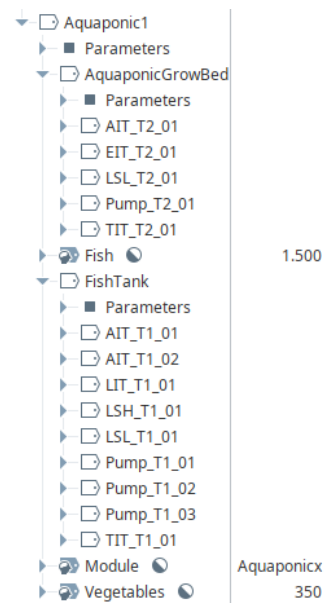 Aquaponic1
Parameters
AquaponicGrowBed
Parameters
AIT_T2_01
EIT_T2_01
LSL_T2_01
Pump_T2_01
TIT_T2_01
Fish 1.500
FishTank
Parameters
AIT_T1_01
AIT_T1_02
LIT_T1_01
LSH_T1_01
LSL_T1_01
Pump_T1_01
Pump_T1_02
Pump_T1_03
TIT_T1_01
Module Aquaponicx
Vegetables 350